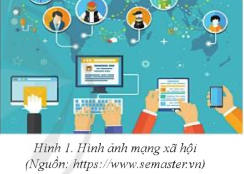 Hình 1. Hình ảnh mạng xã hội
(Nguồn: https://www.semaster.vn)